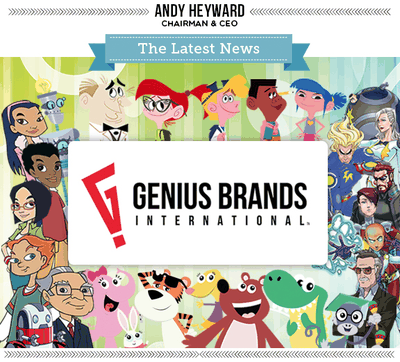 ANDY HEYWARD
CHAIRMAN & CEO
The Latest News
GENIUS BRANDS
INTERNATIONAL®